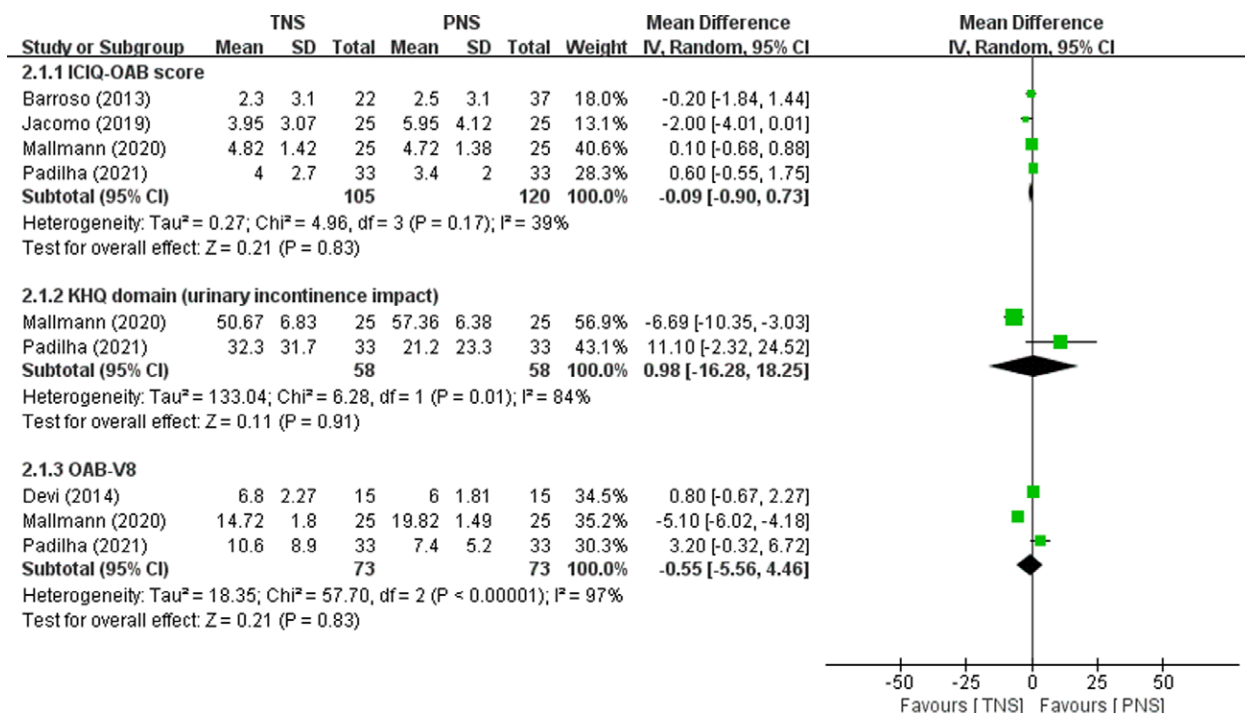 TNS PNS Mean Difference Mean Difference
Study or Subgroup Mean SD Total Mean SD Total Weight IV, Random, 95% CI IV, Random, 95% CI
2.1.1 ICIQ-OAB score
Barroso (2013) 2.3 3.1 22 2.5 3.1 37 18.0% -0.20 [-1.84, 1.44]
Jacomo (2019) 3.95 3.07 25 5.95 4.12 25 13.1% -2.00 [-4.01, 0.01]
Mallmann (2020) 4.82 1.42 25 4.72 1.38 25 40.6% 0.10 [-0.68, 0.88]
Padilha (2021) 4 2.7 33 3.4 2 33 28.3% 0.60 [-0.55, 1.75]
Subtotal (95% CI) 105 120 100.0% -0.09 [-0.90, 0.73]
Heterogeneity: Tau² = 0.27; Chi² = 4.96, df = 3 (P = 0.17); I² = 39%
Test for overall effect: Z = 0.21 (P = 0.83)
2.1.2 KHQ domain (urinary incontinence impact)
Mallmann (2020) 50.67 6.83 25 57.36 6.38 25 56.9% -6.69 [-10.35, -3.03]
Padilha (2021) 32.3 31.7 33 21.2 23.3 33 43.1% 11.10 [-2.32, 24.52]
Subtotal (95% CI) 58 58 100.0% 0.98 [-16.28, 18.25]
Heterogeneity: Tau² = 133.04; Chi² = 6.28, df = 1 (P = 0.01); I² = 84%
Test for overall effect: Z = 0.11 (P = 0.91)
2.1.3 OAB-V8
Devi (2014) 6.8 2.27 15 6 1.81 15 34.5% 0.80 [-0.67, 2.27]
Mallmann (2020) 14.72 1.8 25 19.82 1.49 25 35.2% -5.10 [-6.02, -4.18]
Padilha (2021) 10.6 8.9 33 7.4 5.2 33 30.3% 3.20 [-0.32, 6.72]
Subtotal (95% CI) 73 73 100.0% -0.55 [-5.56, 4.46]
Heterogeneity: Tau² = 18.35; Chi² = 57.70, df = 2 (P < 0.00001); I² = 97%
Test for overall effect: Z = 0.21 (P = 0.83)
-50 -25 0 25 50
Favours [TNS] Favours [PNS]